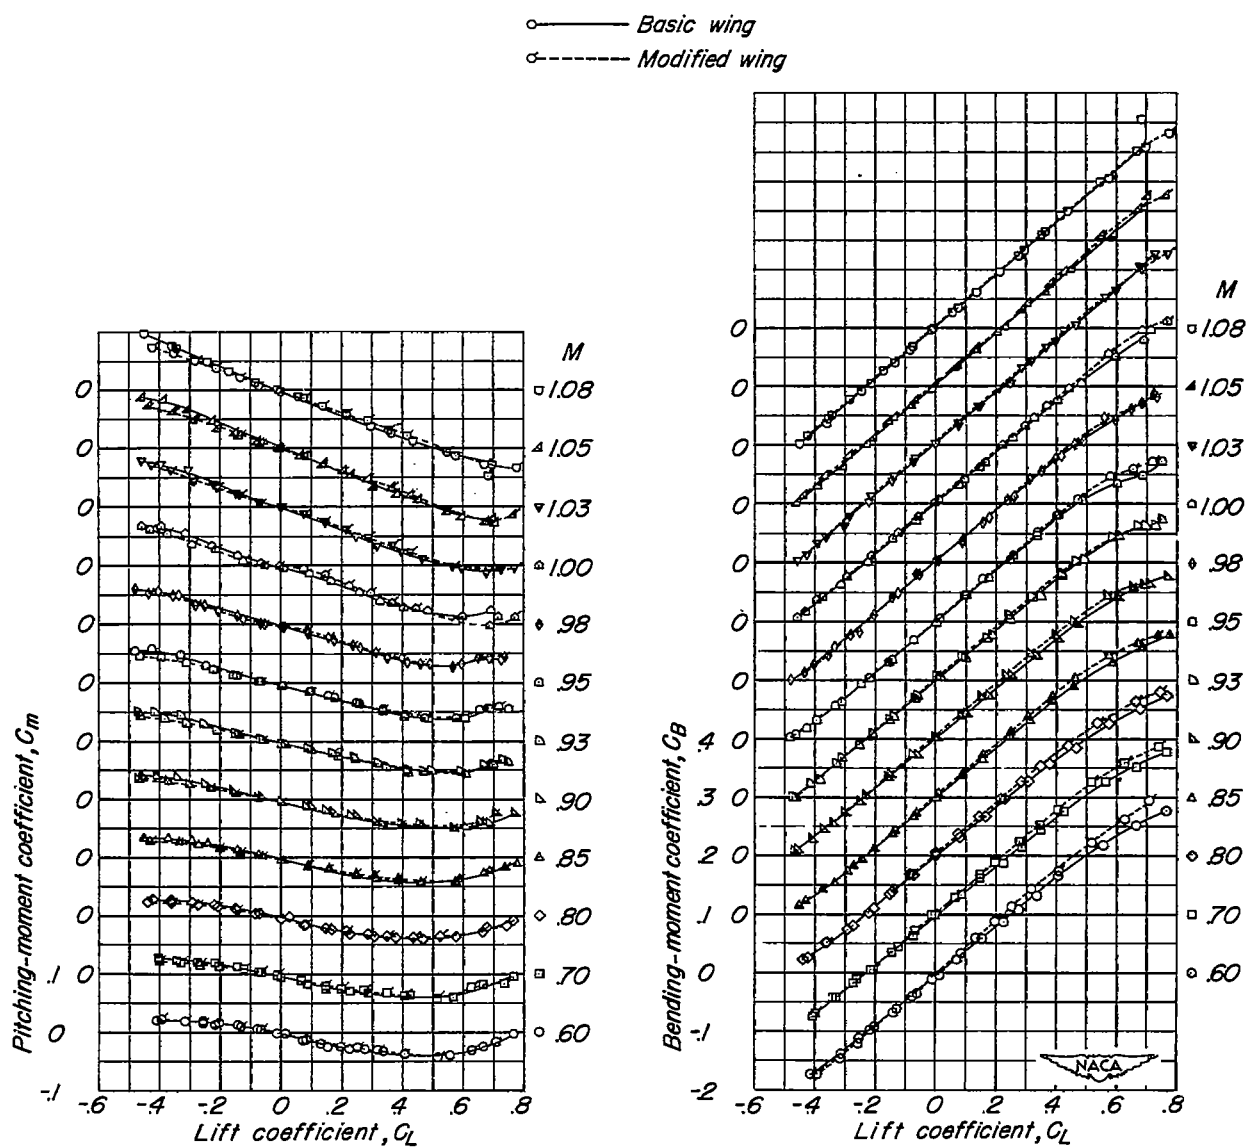 Basic wing
Modified wing
M
0 1.08
0 1.05
0 1.03
0 1.00
0 .98
0 .95
0 .93
0 .90
0 .85
0 .80
.1 0 .70
0 .60
-.1
-.6 -.4 -.2 0 .2 .4 .6 .8
Lift coefficient, CL
Pitching-moment coefficient, Cm
M
0 1.08
0 1.05
0 1.03
0 1.00
0 .98
0 .95
0 .93
.4 0 .90
.3 0 .85
.2 0 .80
.1 0 .70
0 .60
-.1
-.2
NACA
-.6 -.4 -.2 0 .2 .4 .6 .8
Lift coefficient, CL
Bending-moment coefficient, CB